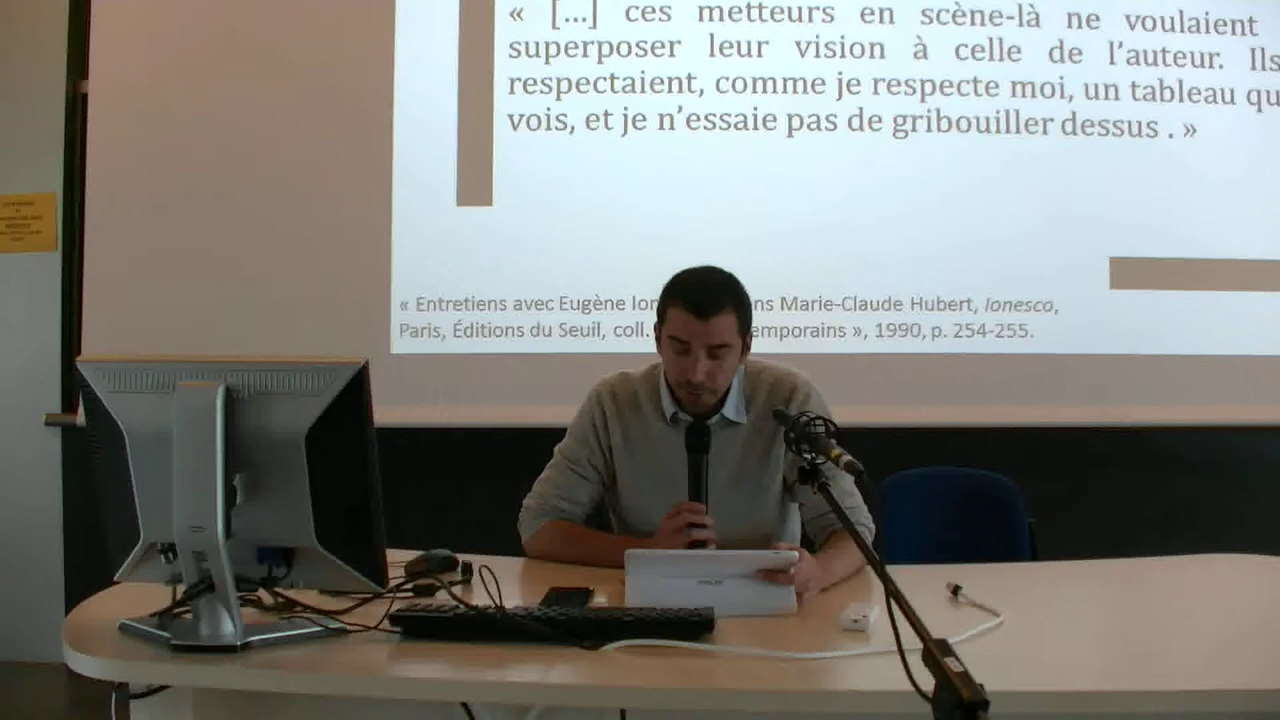 « [...] ces metteurs en scène-là ne voulaient
superposer leur vision à celle de l'auteur. Ils
respectaient, comme je respecte moi, un tableau qu
vois, et je n'essaie pas de gribouiller dessus . »
« Entretiens avec Eugène Ion ns Marie-Claude Hubert, Ionesco,
Paris, Éditions du Seuil, coll. emporains », 1990, p. 254-255.